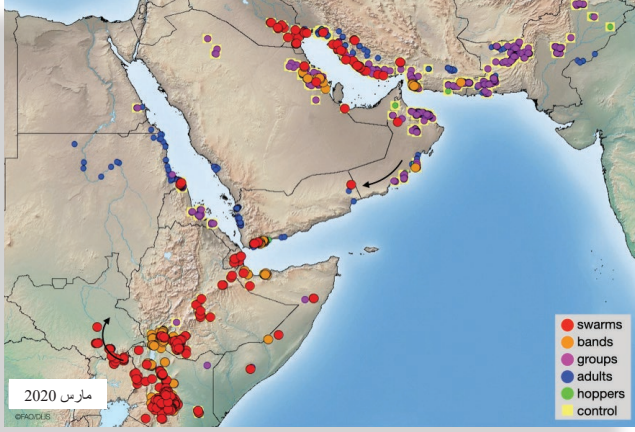 swarms
bands
groups
adults
hoppers
control
مارس 2020
©FAO/DLIS